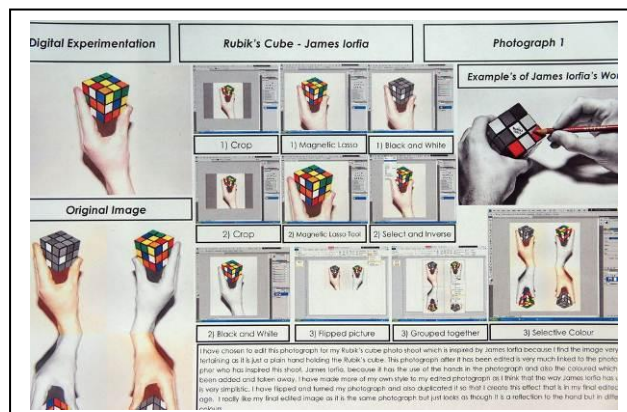 Digital Experimentation
Rubik's Cube - James Iorfia
Photograph 1
Example's of James Iorfia's Wor
1) Crop
1) Magnetic Lasso
1) Black and White
Original Image
2) Crop
2) Magnetic Lasso Tool
2) Select and Inverse
2) Black and White
3) Flipped picture
3) Grouped together
3) Selective Colour
I have chosen to edit this photograph for my Rubik's cube photo shoot which is inspired by James Iorfia because I find the image very
tertaining as it is just a plain hand holding the Rubik's cube. This photograph after it has been edited is very much linked to the photo
pher who has inspired this shoot, James Iorfia, because it has the use of the hands in the photograph and also the coloured which
been added and taken away. I have made more of my own style to my edited photograph as I think that the way James Iorfia has
is very simplistic. I have flipped and turned my photograph and also duplicated it so that it creates this effect that is in my final edited
age. I really like my final edited image as it is the same photograph but just looks as though it is a reflection to the hand but in differ
colours